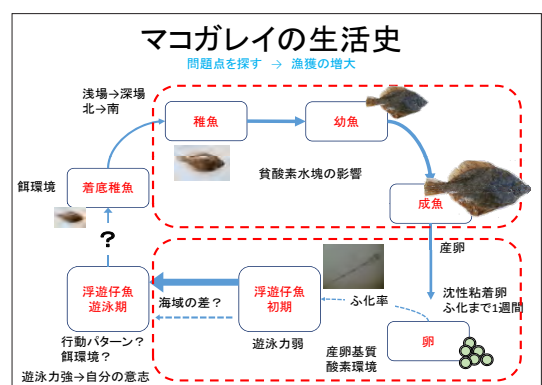 マコガレイの生活史
問題点を探す → 漁獲の増大
浅場→深場
北→南
稚魚
幼魚
貧酸素水塊の影響
餌環境
着底稚魚
成魚
?
産卵
浮遊仔魚
遊泳期
海域の差?
浮遊仔魚
初期
ふ化率
沈性粘着卵
ふ化まで1週間
卵
行動パターン?
餌環境?
遊泳力弱
産卵基質
酸素環境
遊泳力強→自分の意志